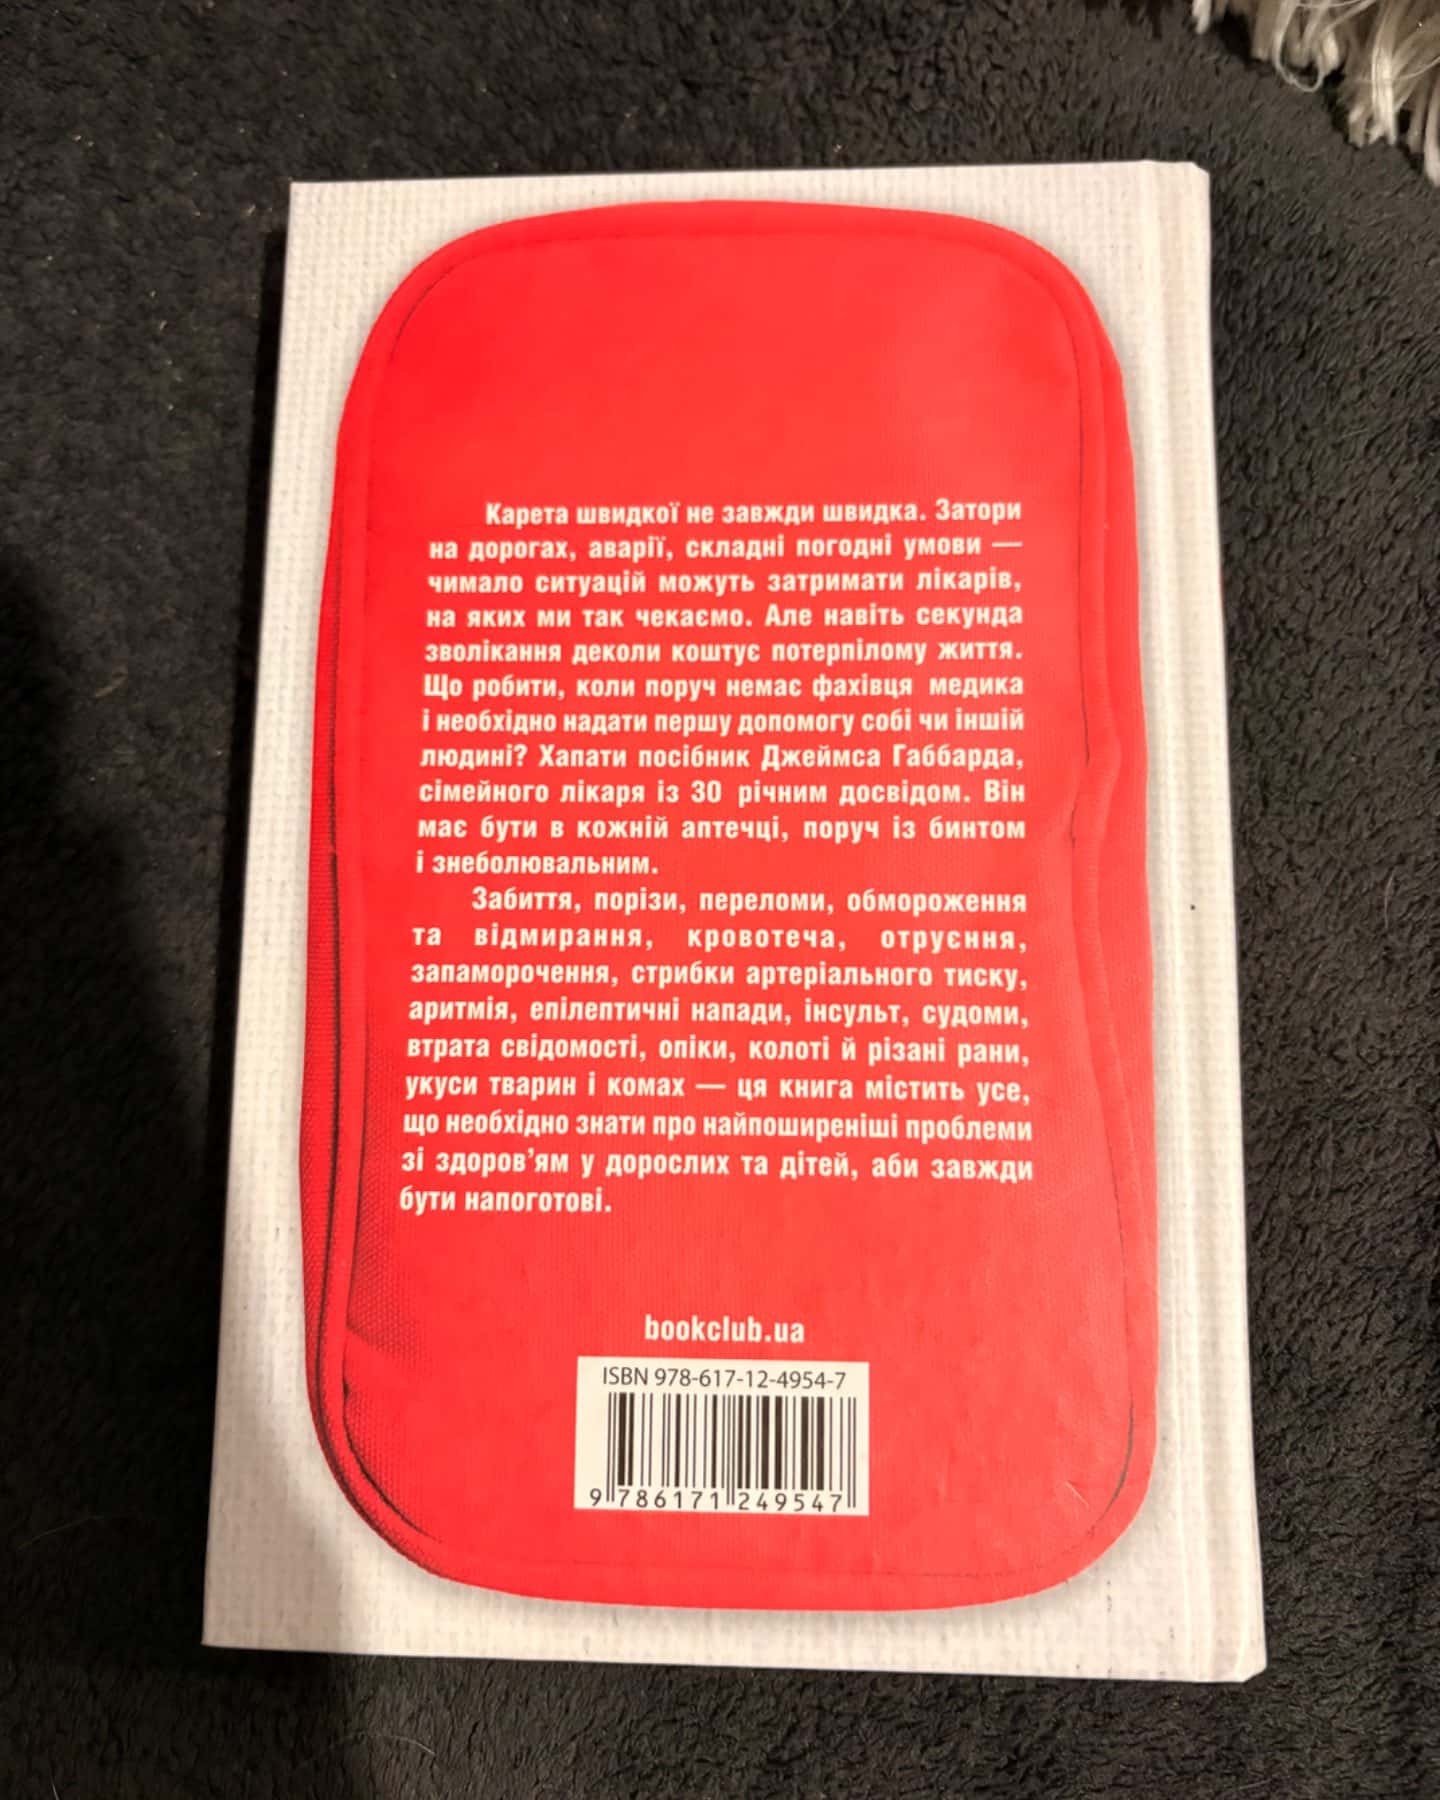 Карета швидкої не завжди швидка. Затори
на дорогах, аварії, складні погодні умови —
чимало ситуацій можуть затримати лікарів,
на яких ми так чекаємо. Але навіть секунда
зволікання деколи коштує потерпілому життя.
Що робити, коли поруч немає фахівця медика
і необхідно надати першу допомогу собі чи іншій
людині? Хапати посібник Джеймса Габбарда,
сімейного лікаря із 30 річним досвідом. Він
має бути в кожній аптечці, поруч із бинтом
і знеболювальним.
Забиття, порізи, переломи, обмороження
та відмирання, кровотеча, отруєння,
запаморочення, стрибки артеріального тиску,
аритмія, епілептичні напади, інсульт, судоми,
втрата свідомості, опіки, колоті й різані рани,
укуси тварин і комах — ця книга містить усе,
що необхідно знати про найпоширеніші проблеми
зі здоров’ям у дорослих та дітей, аби завжди
бути напоготові.
bookclub.ua
ISBN 978-617-12-4954-7
9 786171 249547